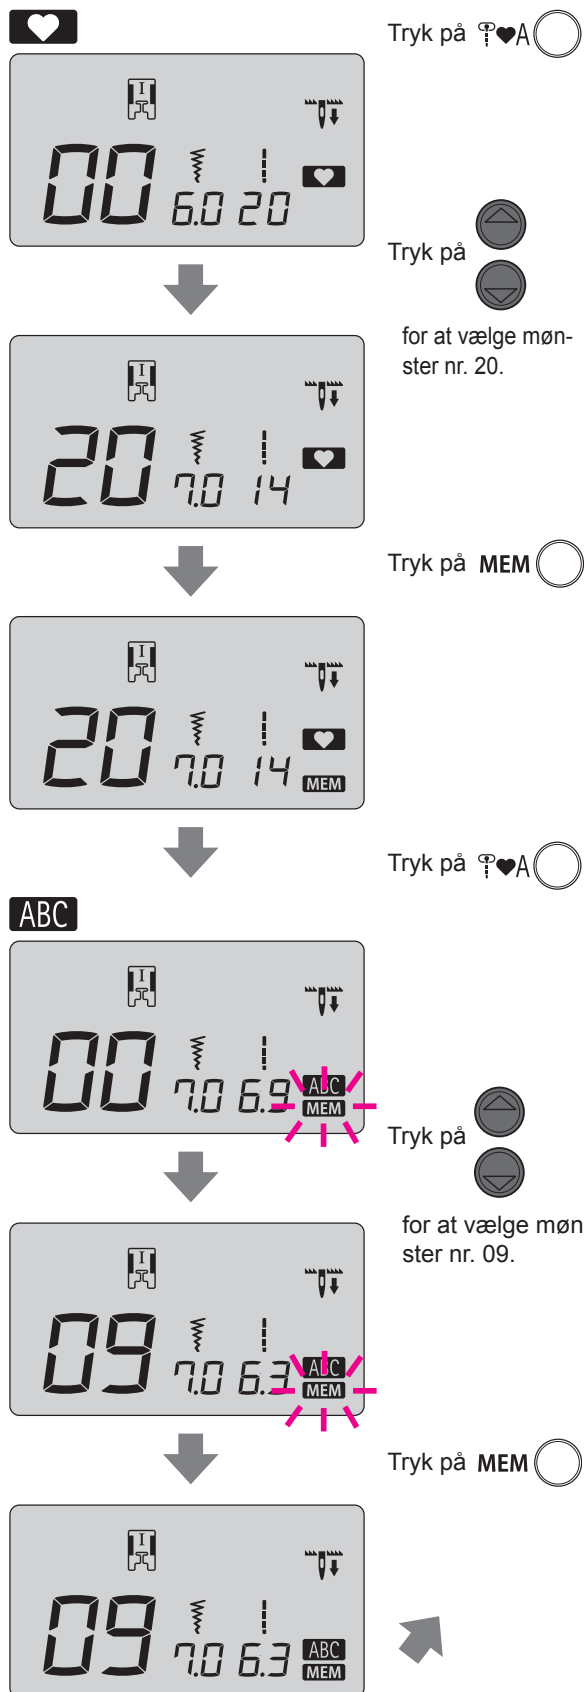 Tryk på A
I
00 6.0 20
Tryk på
for at vælge møn-
ster nr. 20.
I
20 7.0 14
Tryk på MEM
I
20 7.0 14
MEM
Tryk på A
ABC
I
00 7.0 6.9 ABC
MEM
Tryk på
for at vælge møn
ster nr. 09.
I
09 7.0 6.3 ABC
MEM
Tryk på MEM
I
09 7.0 6.3 ABC
MEM